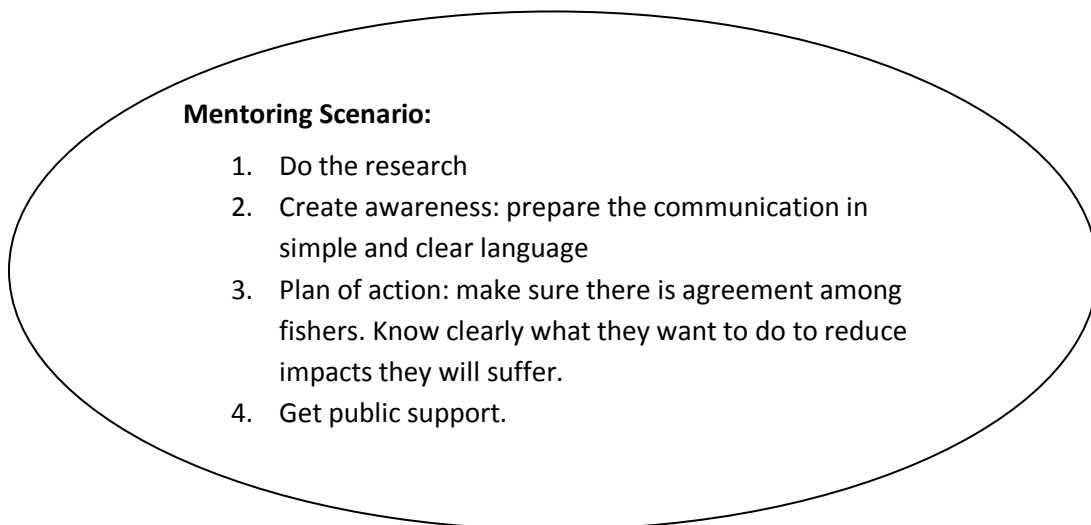 Mentoring Scenario:
1. Do the research
2. Create awareness: prepare the communication in
simple and clear language
3. Plan of action: make sure there is agreement among
fishers. Know clearly what they want to do to reduce
impacts they will suffer.
4. Get public support.